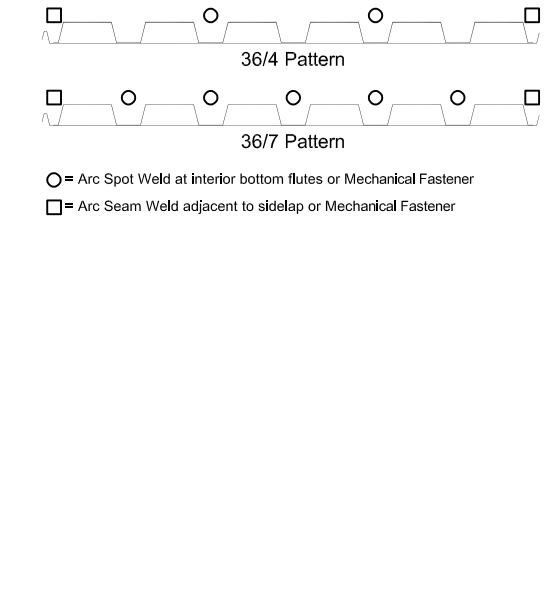 36/4 Pattern
36/7 Pattern
= Arc Spot Weld at interior bottom flutes or Mechanical Fastener
= Arc Seam Weld adjacent to sidelap or Mechanical Fastener